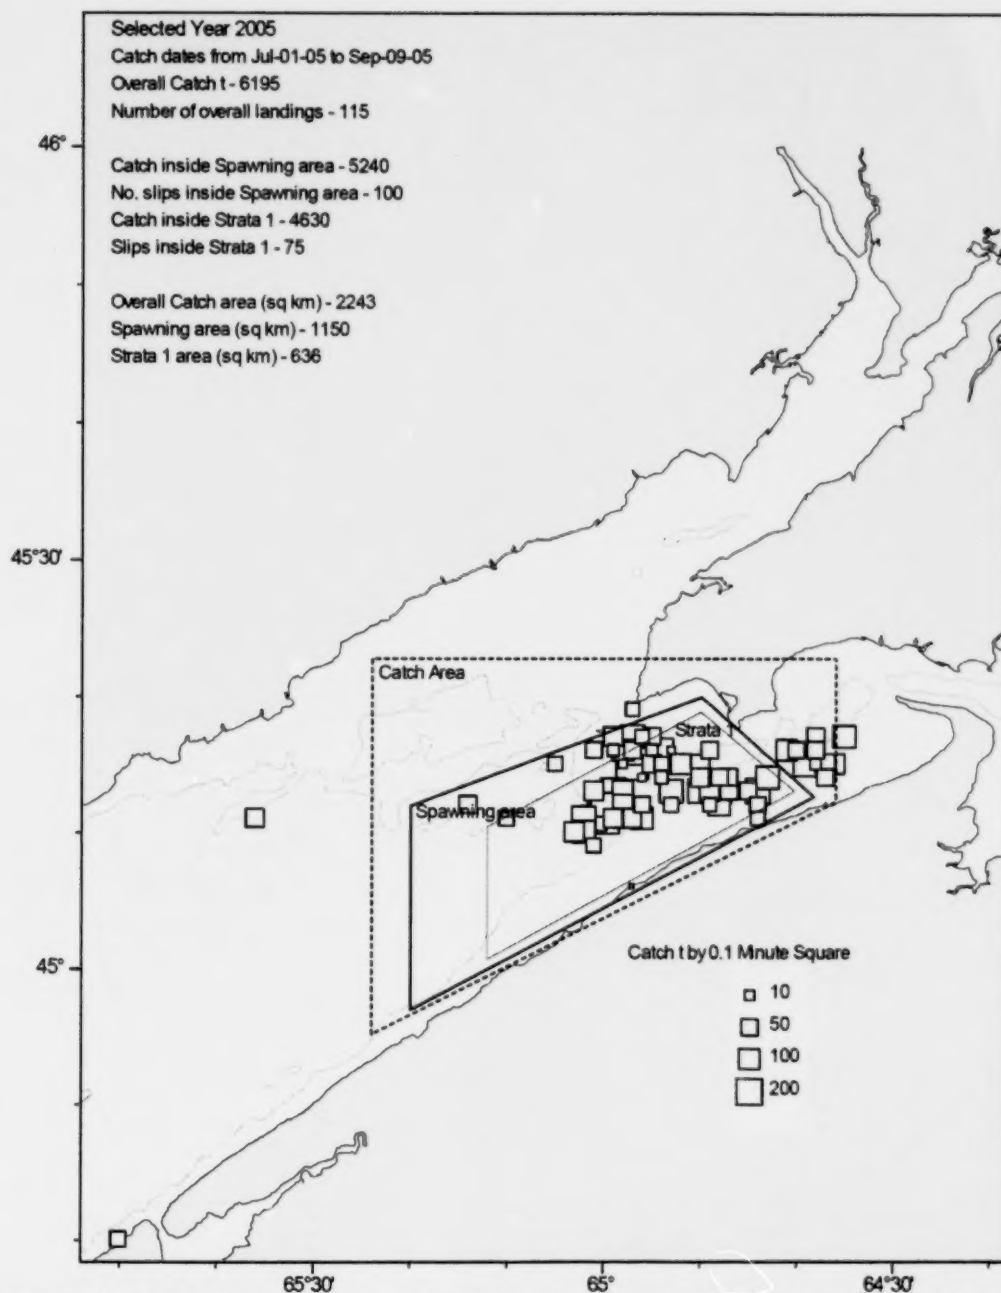 Selected Year 2005
Catch dates from Jul-01-05 to Sep-09-05
Overall Catch t - 6195
Number of overall landings - 115
Catch inside Spawning area - 5240
No. slips inside Spawning area - 100
Catch inside Strata 1 - 4630
Slips inside Strata 1 - 75
Overall Catch area (sq km) - 2243
Spawning area (sq km) - 1150
Strata 1 area (sq km) - 636
46°
45°30'
Catch Area
Strata 1
Spawning area
45°
Catch t by 0.1 Minute Square
10
50
100
200
65°30'
65°
64°30'